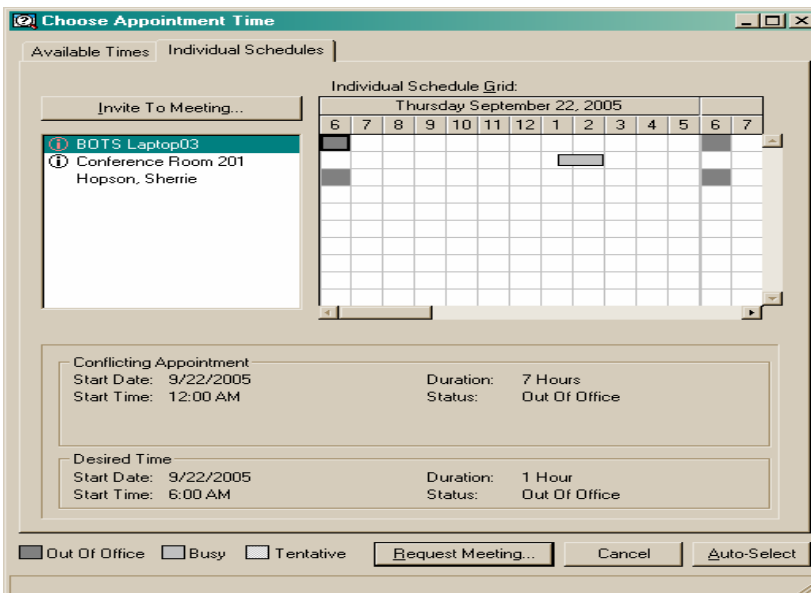 Choose Appointment Time
Available Times Individual Schedules
Individual Schedule Grid:
Invite To Meeting...
Thursday September 22, 2005
6 7 8 9 10 11 12 1 2 3 4 5 6 7
BOTS Laptop03
Conference Room 201
Hopson, Sherrie
Conflicting Appointment
Start Date: 9/22/2005 Duration: 7 Hours
Start Time: 12:00 AM Status: Out Of Office
Desired Time
Start Date: 9/22/2005 Duration: 1 Hour
Start Time: 6:00 AM Status: Out Of Office
Out Of Office Busy Tentative Request Meeting... Cancel Auto-Select